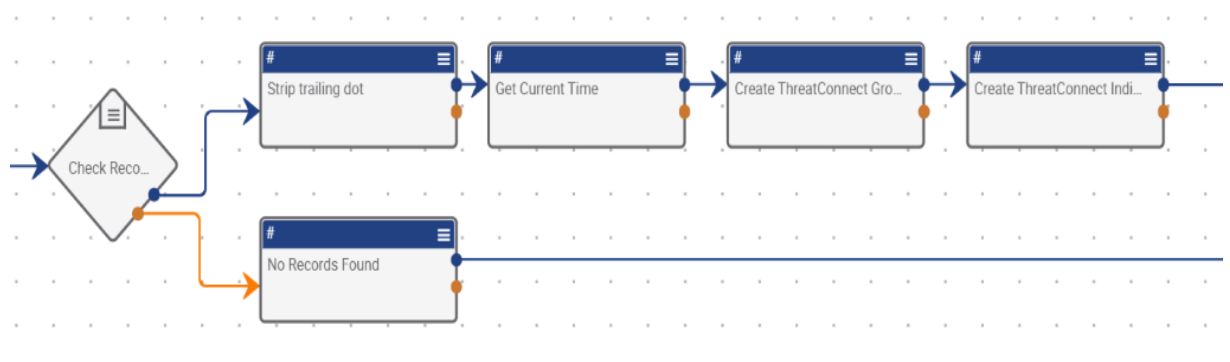 #
Strip trailing dot
#
Get Current Time
#
Create ThreatConnect Gro...
#
Create ThreatConnect Indi...
Check Reco...
#
No Records Found